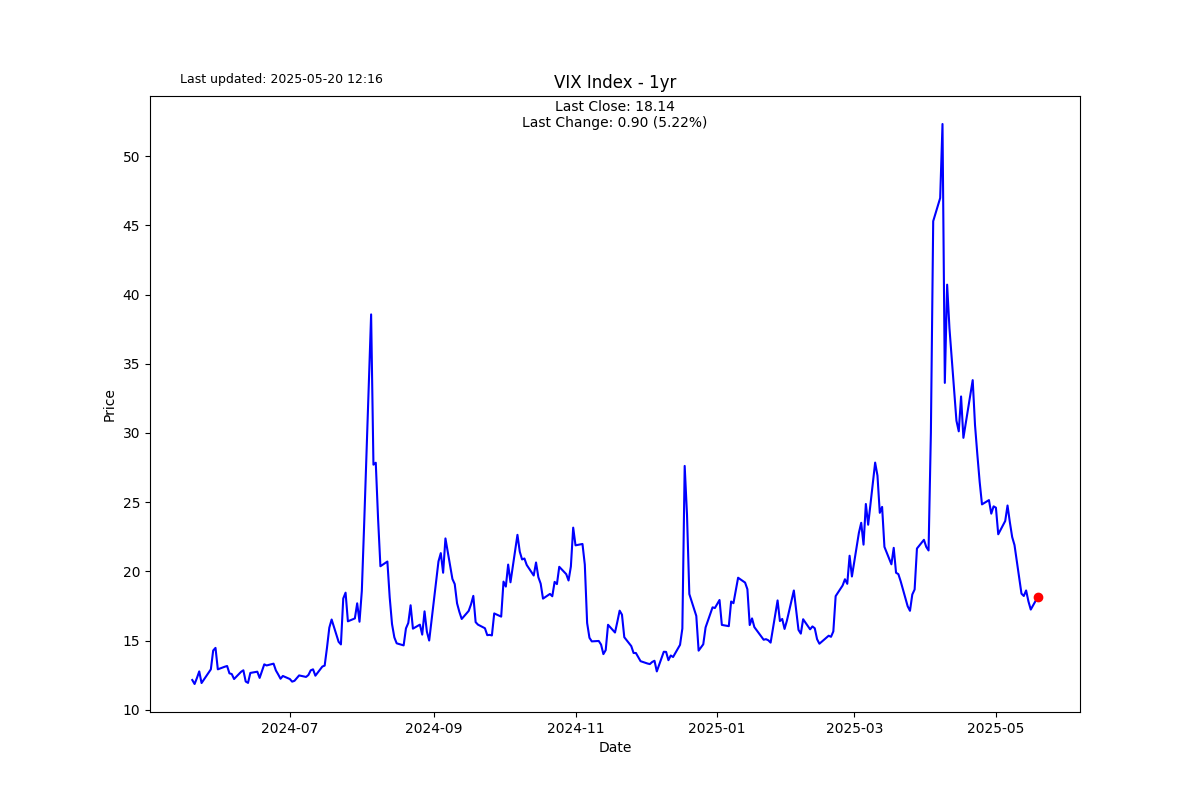 Last updated: 2025-05-20 12:16
VIX Index - 1yr
Last Close: 18.14
Last Change: 0.90 (5.22%)
50
45
40
35
30
25
20
15
10
Price
2024-07
2024-09
2024-11
2025-01
2025-03
2025-05
Date